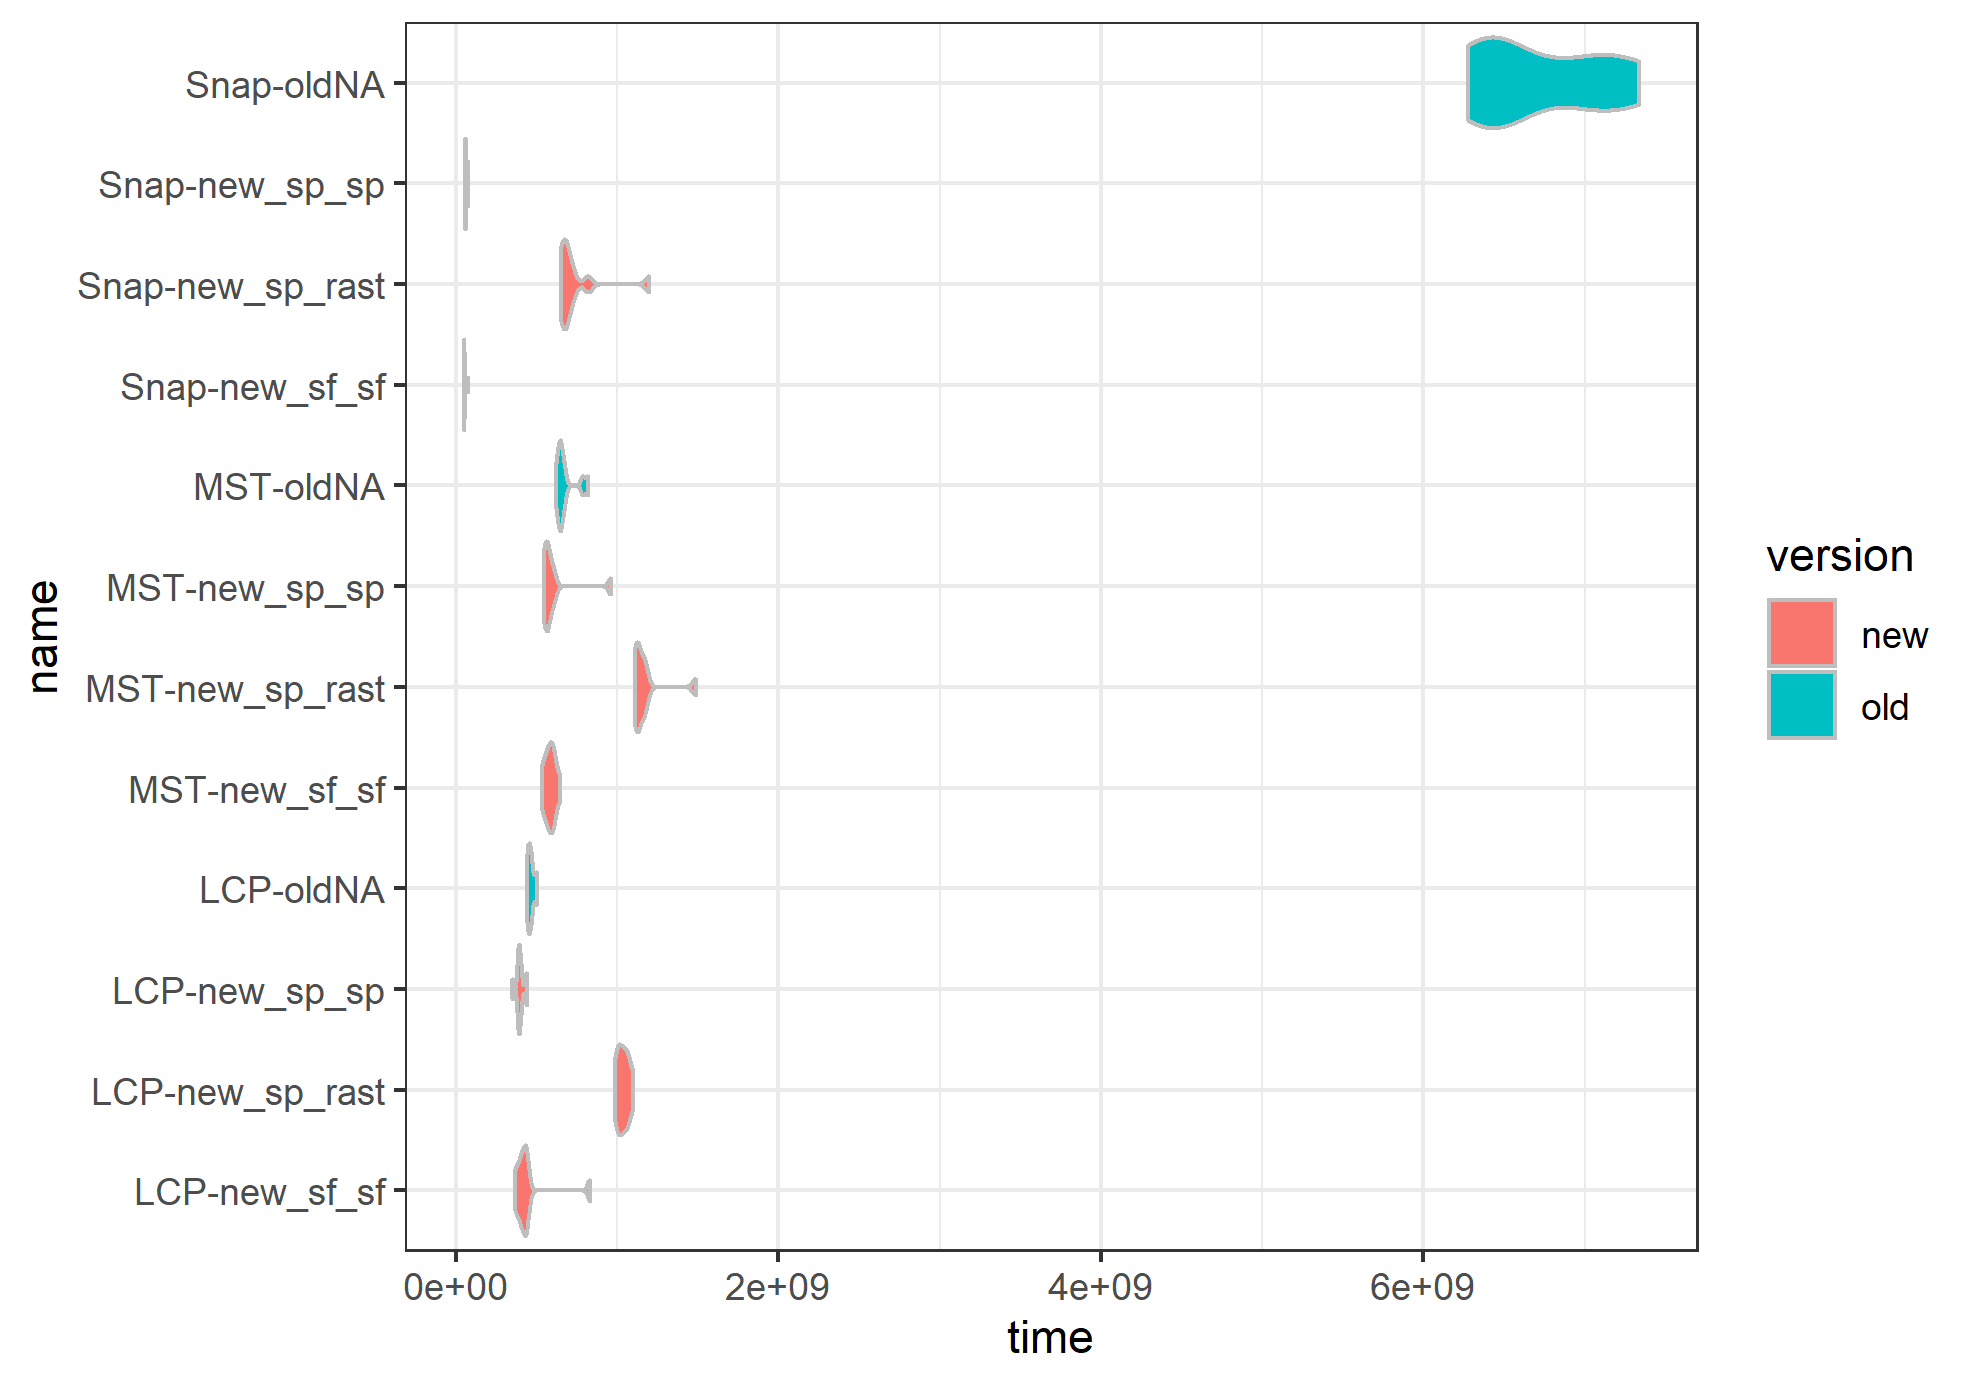 Snap-oldNA
Snap-new_sp_sp
Snap-new_sp_rast
Snap-new_sf_sf
MST-oldNA
MST-new_sp_sp
MST-new_sp_rast
MST-new_sf_sf
LCP-oldNA
LCP-new_sp_sp
LCP-new_sp_rast
LCP-new_sf_sf
name
0e+00 2e+09 4e+09 6e+09
time
version
new
old